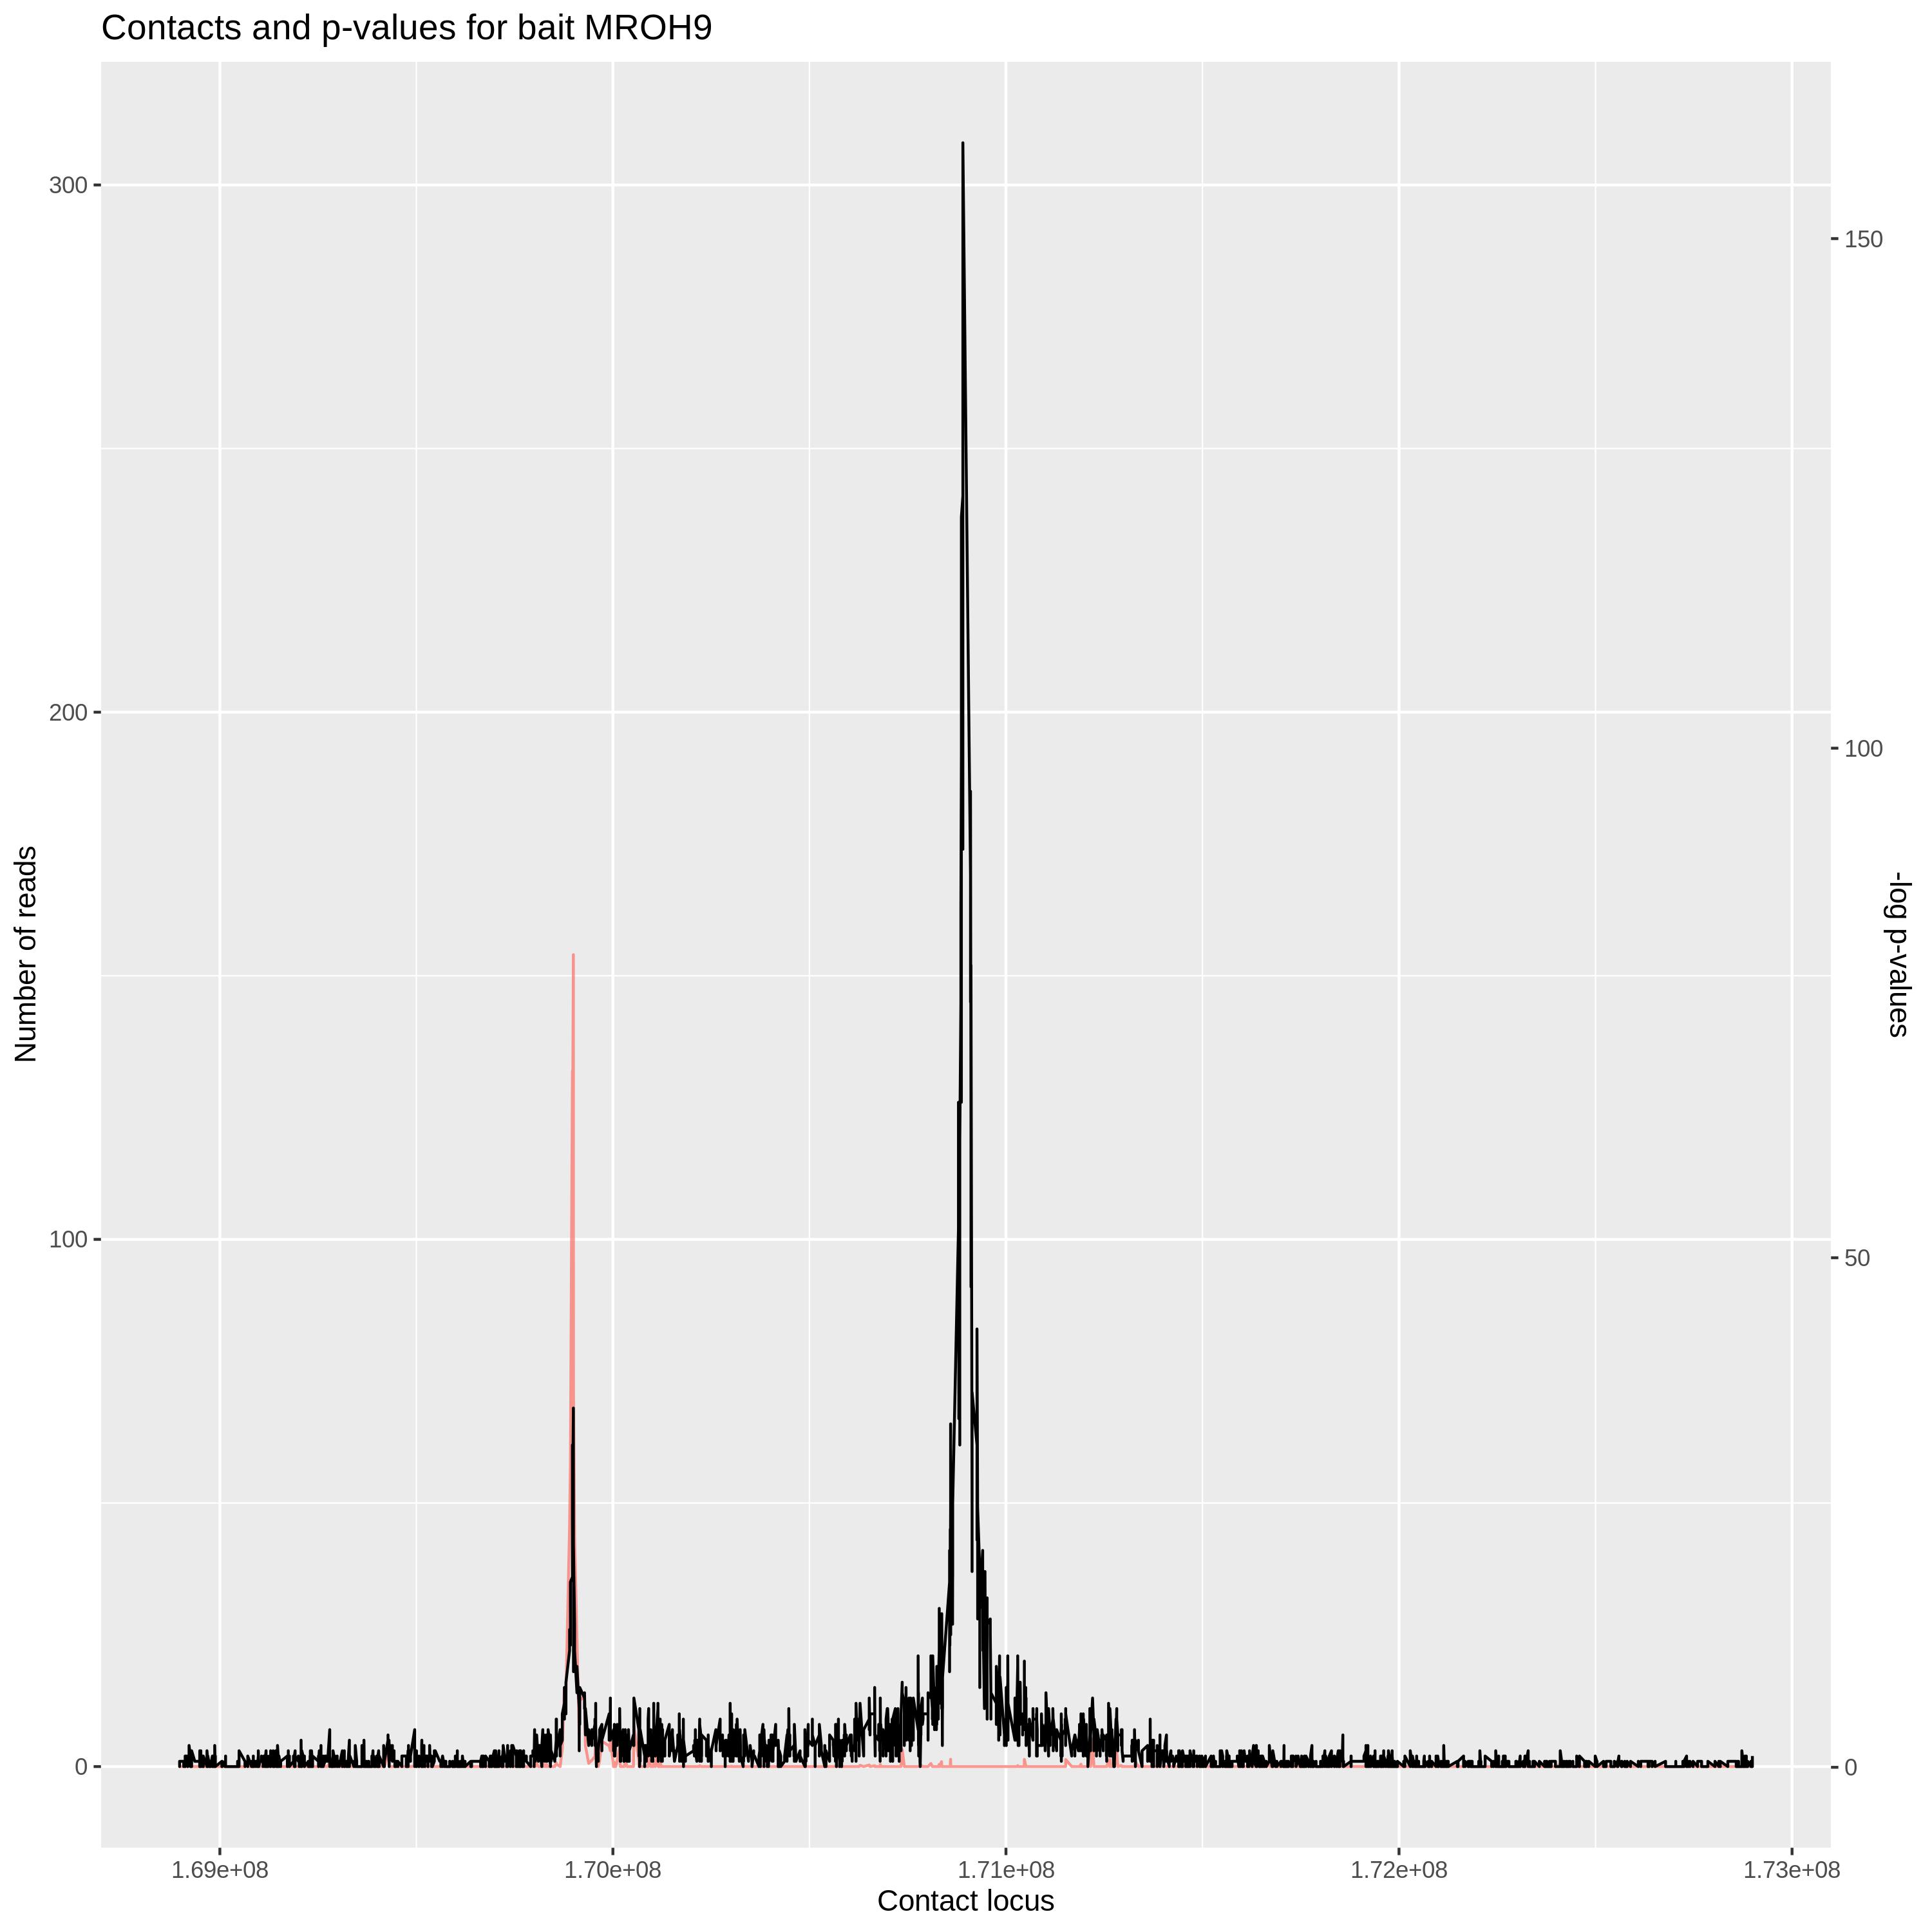 Contacts and p-values for bait MROH9
300
200
100
0
Number of reads
150
100
50
0
-log p-values
1.69e+08 1.70e+08 1.71e+08 1.72e+08 1.73e+08
Contact locus